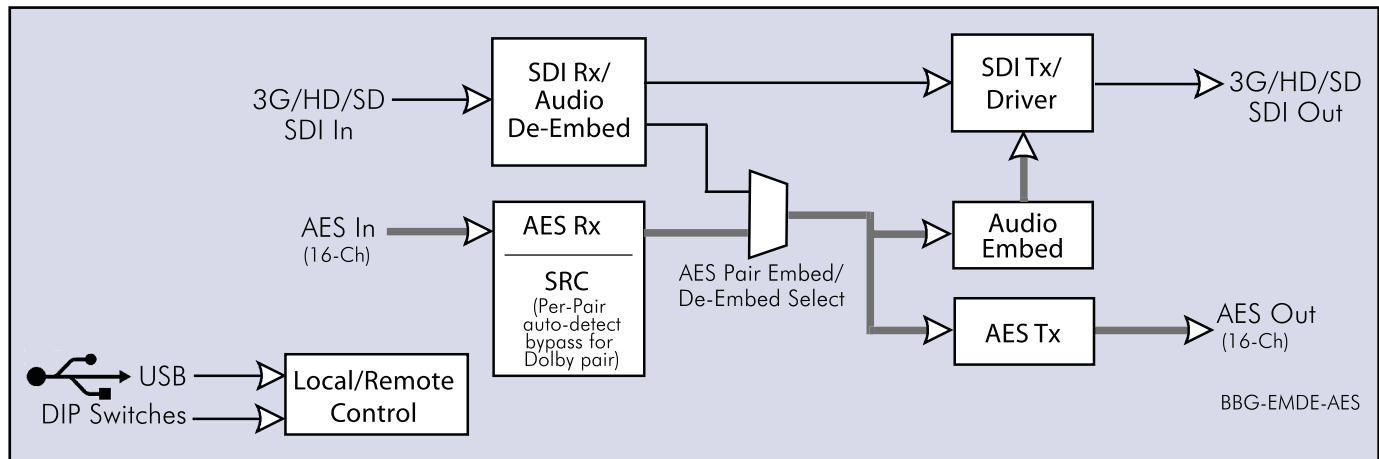 3G/HD/SD
SDI In
SDI Rx/
Audio
De-Embed
SDI Tx/
Driver
3G/HD/SD
SDI Out
AES In
(16-Ch)
AES Rx
SRC
(Per-Pair
auto-detect
bypass for
Dolby pair)
AES Pair Embed/
De-Embed Select
Audio
Embed
AES Tx
AES Out
(16-Ch)
USB
DIP Switches
Local/Remote
Control
BBG-EMDE-AES